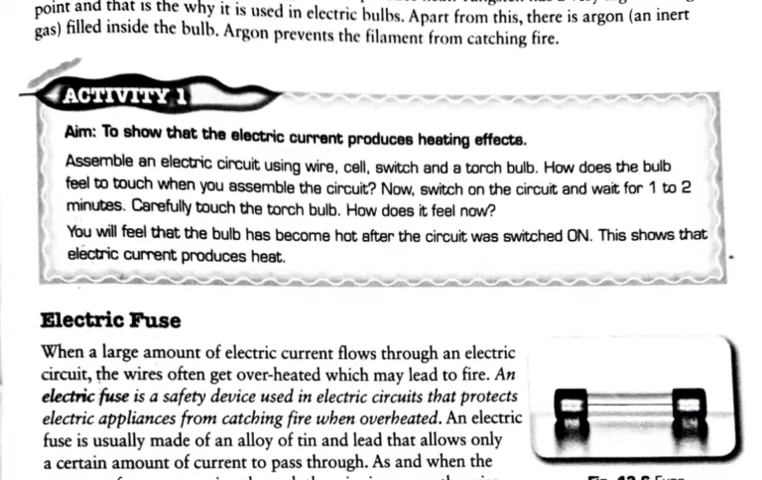 point and that is the why it is used in electric bulbs. Apart from this, there is argon (an inert
gas) filled inside the bulb. Argon prevents the filament from catching fire.
ACTIVITY 1
Aim: To show that the electric current produces heating effects.
Assemble an electric circuit using wire, cell, switch and a torch bulb. How does the bulb
feel to touch when you assemble the circuit? Now, switch on the circuit and wait for 1 to 2
minutes. Carefully touch the torch bulb. How does it feel now?
You will feel that the bulb has become hot after the circuit was switched ON. This shows that
electric current produces heat.
Electric Fuse
When a large amount of electric current flows through an electric
circuit, the wires often get over-heated which may lead to fire. An
electric fuse is a safety device used in electric circuits that protects
electric appliances from catching fire when overheated. An electric
fuse is usually made of an alloy of tin and lead that allows only
a certain amount of current to pass through. As and when the